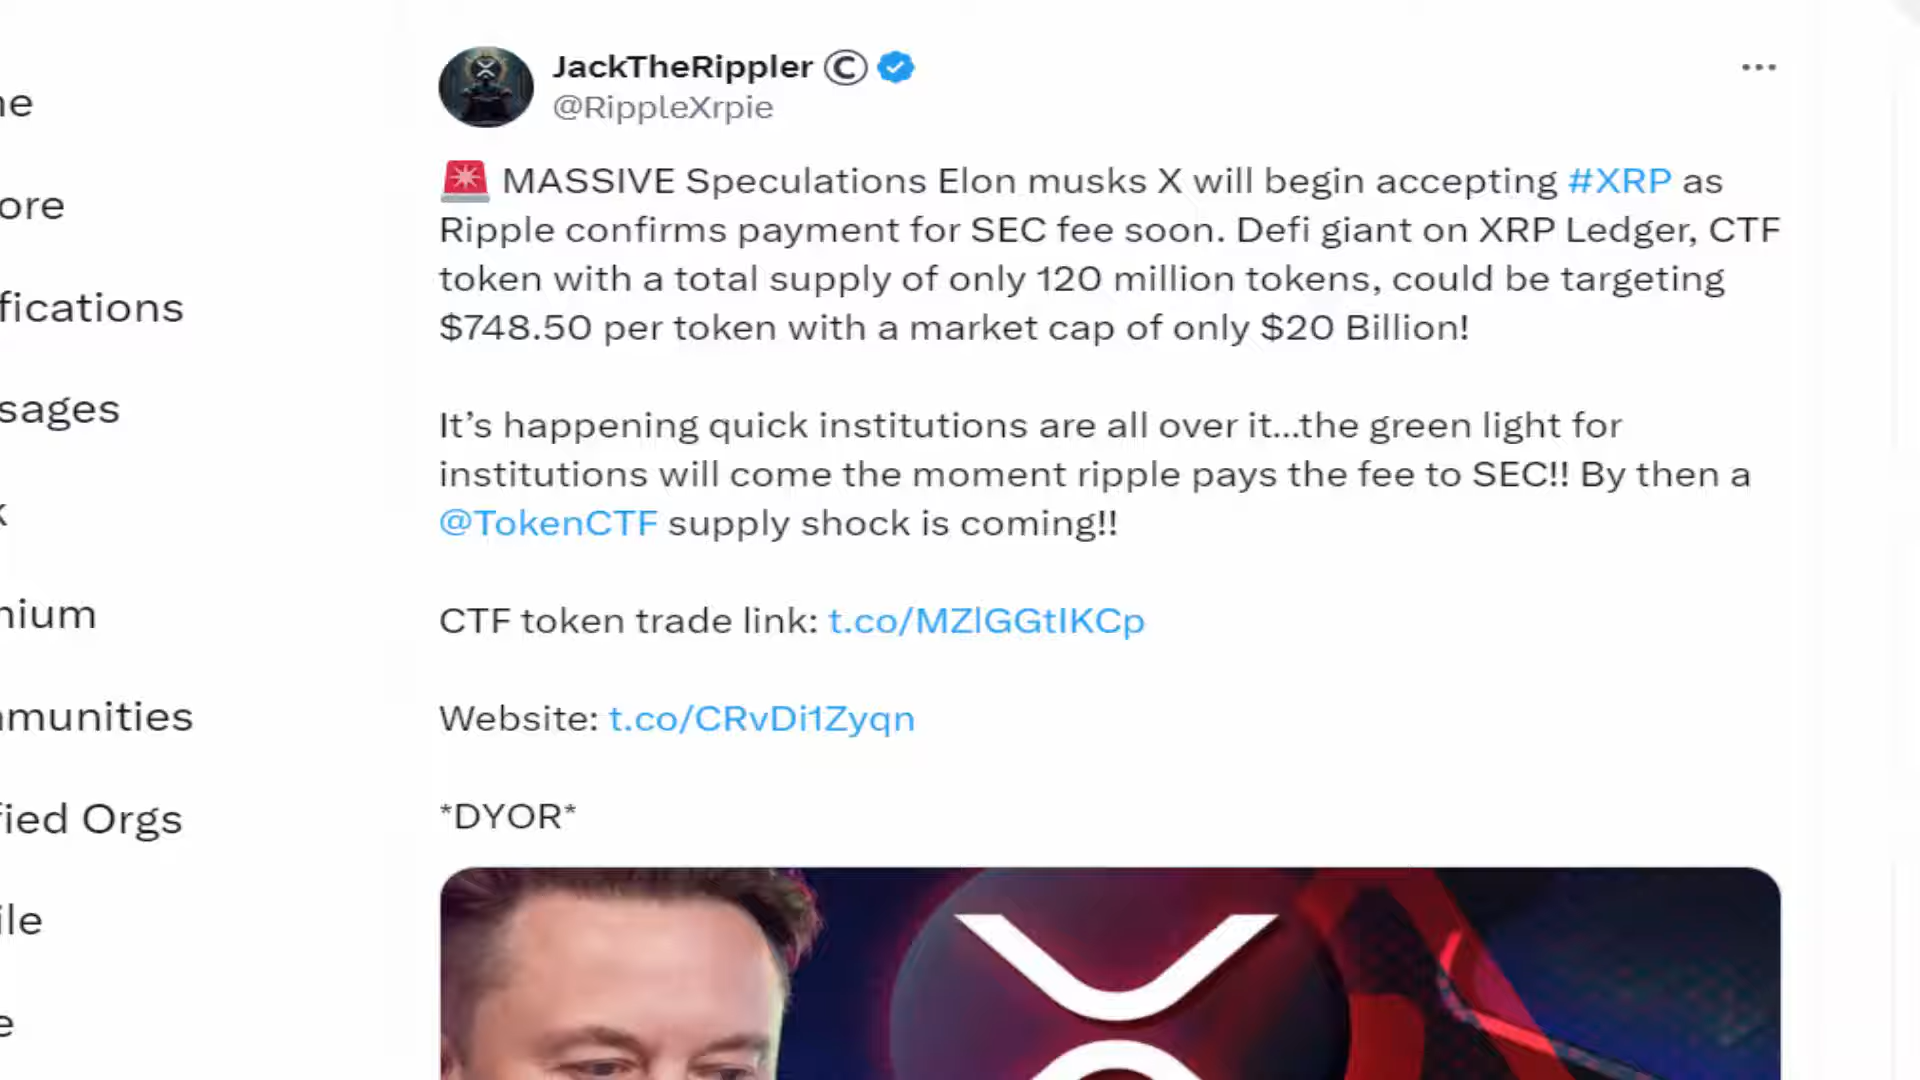 JackTheRippler ©
@RippleXrpie
...
🚨 MASSIVE Speculations Elon musks X will begin accepting #XRP as
Ripple confirms payment for SEC fee soon. Defi giant on XRP Ledger, CTF
token with a total supply of only 120 million tokens, could be targeting
$748.50 per token with a market cap of only $20 Billion!
It’s happening quick institutions are all over it...the green light for
institutions will come the moment ripple pays the fee to SEC!! By then a
@TokenCTF supply shock is coming!!
CTF token trade link: t.co/MZlGGtIKCp
Website: t.co/CRvDi1Zyqn
*DYOR*
ne
ore
fications
sages
k
nium
munities
fied Orgs
ile
e